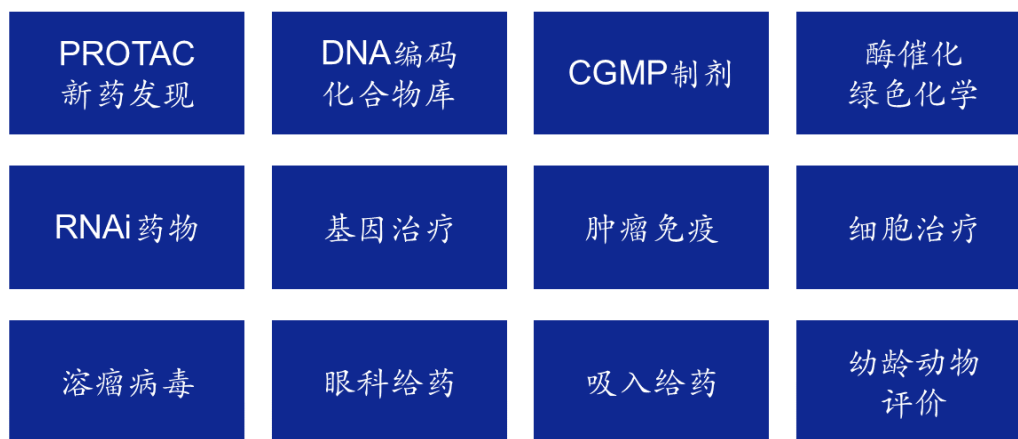 PROTAC
新药发现
DNA编码
化合物库
CGMP制剂
酶催化
绿色化学
RNAi药物
基因治疗
肿瘤免疫
细胞治疗
溶瘤病毒
眼科给药
吸入给药
幼龄动物
评价